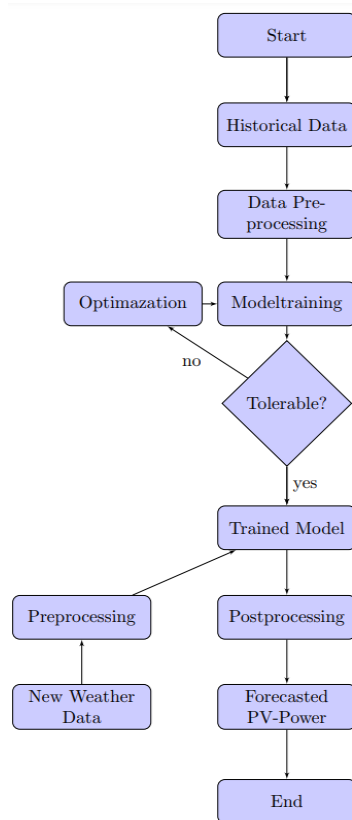 Start
Historical Data
Data Pre-
processing
Optimazation
Modeltraining
no
Tolerable?
yes
Trained Model
Preprocessing
Postprocessing
New Weather
Data
Forecasted
PV-Power
End